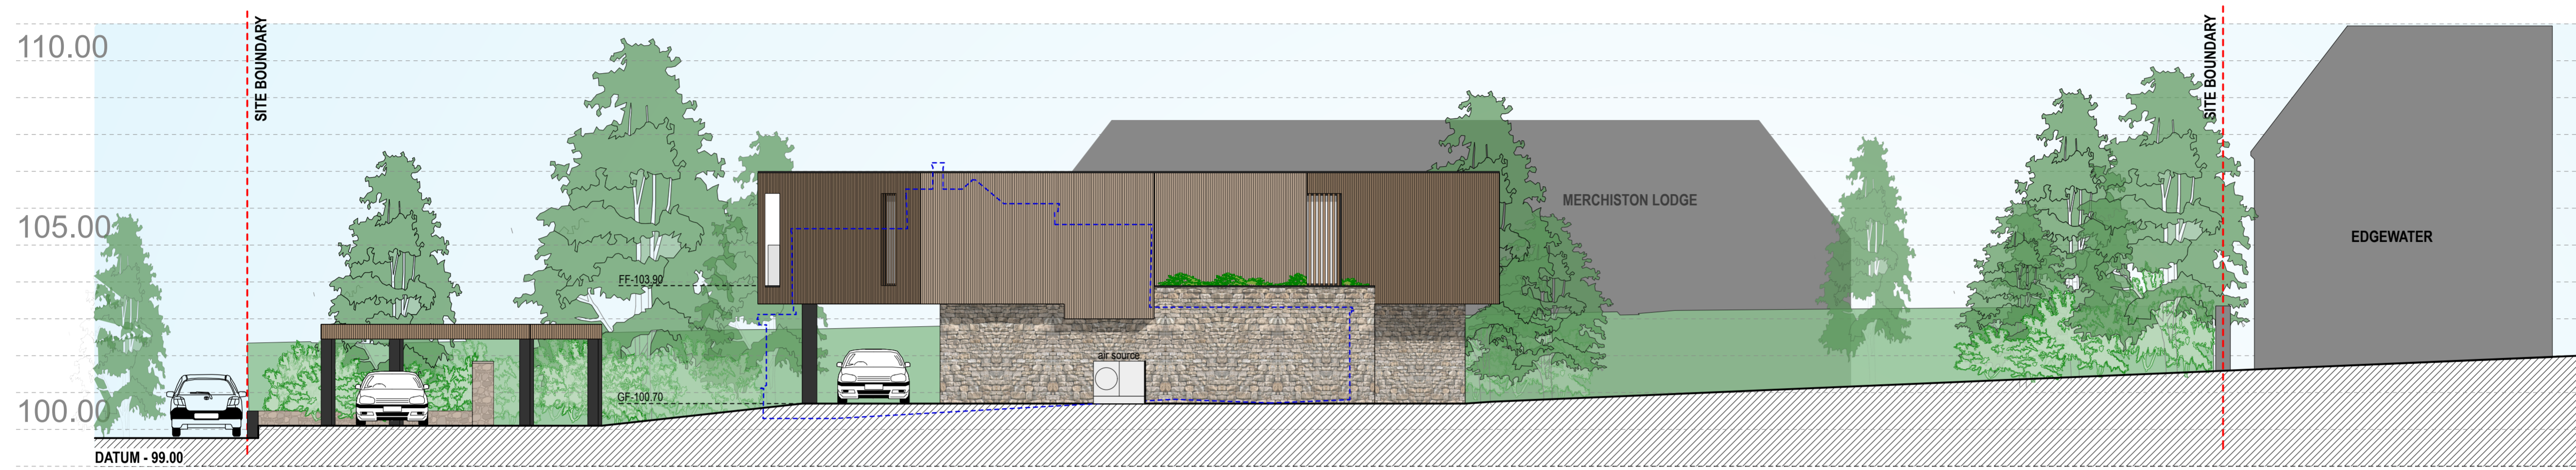 110.00
SITE BOUNDARY
SITE BOUNDARY
MERCHISTON LODGE
105.00
EDGEWATER
FF-103.90
air source
GF-100.70
100.00
DATUM - 99.00